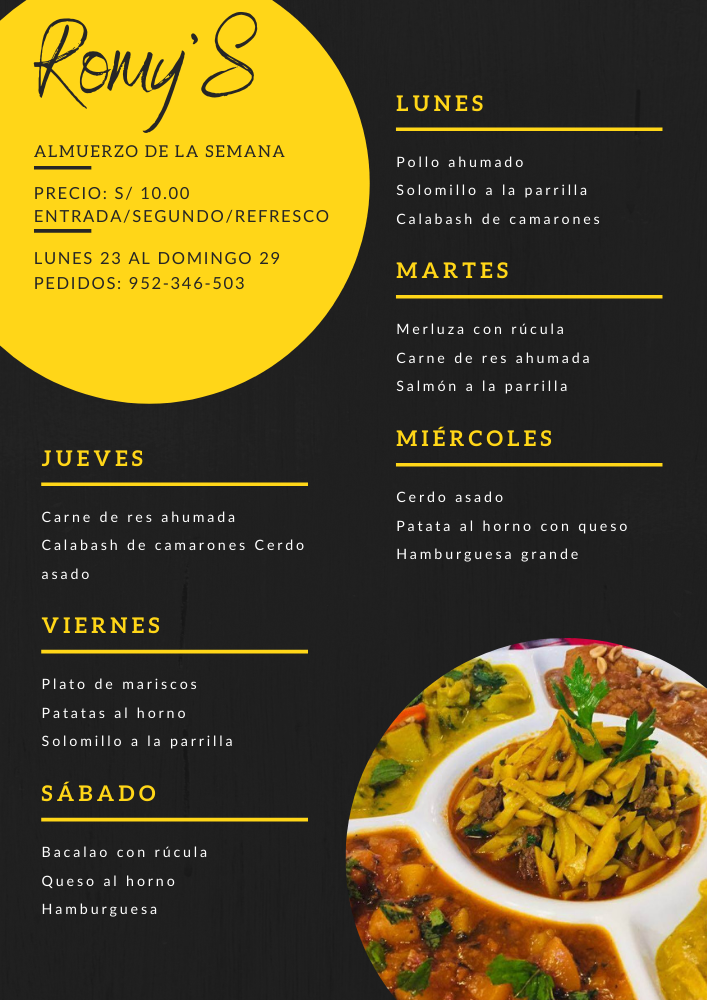 Romy'S
ALMUERZO DE LA SEMANA
PRECIO: S/ 10.00
ENTRADA/SEGUNDO/REFRESCO
LUNES 23 AL DOMINGO 29
PEDIDOS: 952-346-503
LUNES
Pollo ahumado
Solomillo a la parrilla
Calabash de camarones
MARTES
Merluza con rúcula
Carne de res ahumada
Salmón a la parrilla
MIÉRCOLES
Cerdo asado
Patata al horno con queso
Hamburguesa grande
JUEVES
Carne de res ahumada
Calabash de camarones Cerdo
asado
VIERNES
Plato de mariscos
Patatas al horno
Solomillo a la parrilla
SÁBADO
Bacalao con rúcula
Queso al horno
Hamburguesa